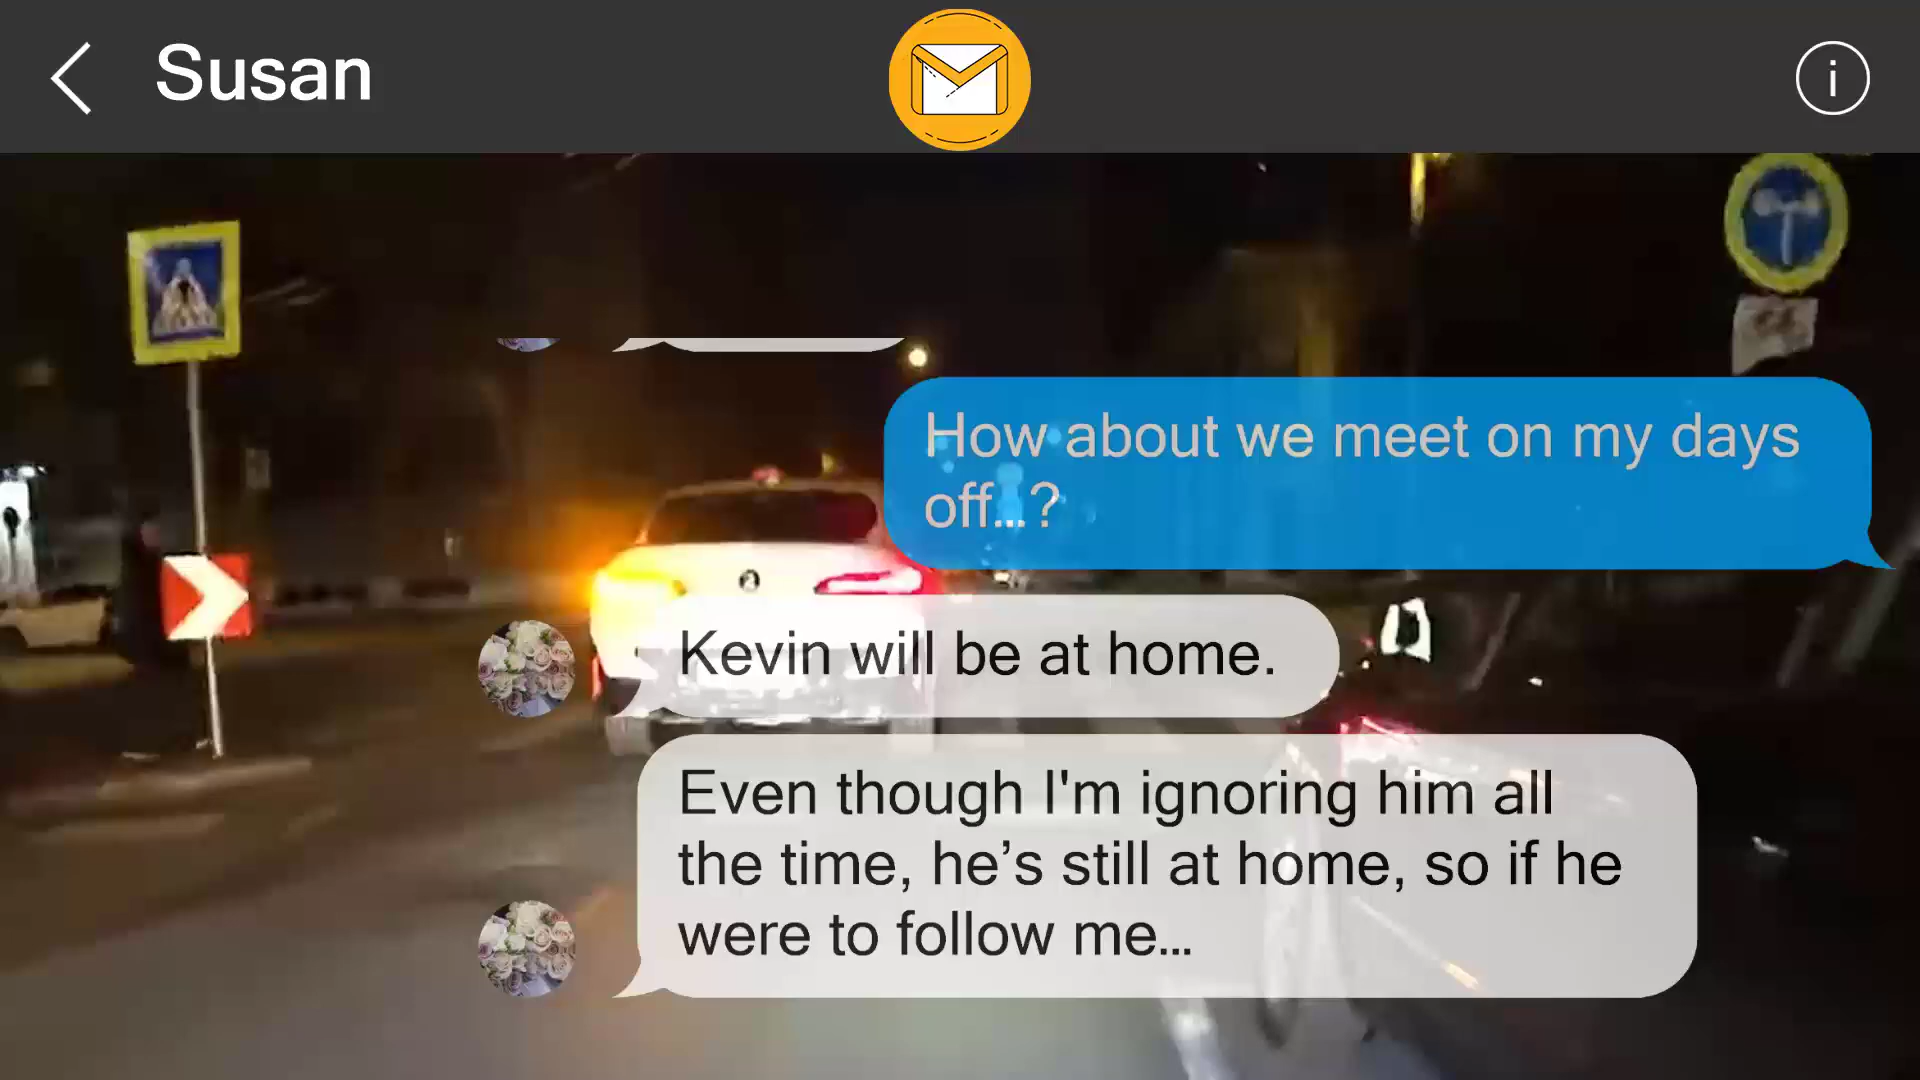 Susan
i
How about we meet on my days
off...?
Kevin will be at home.
Even though I'm ignoring him all
the time, he’s still at home, so if he
were to follow me...